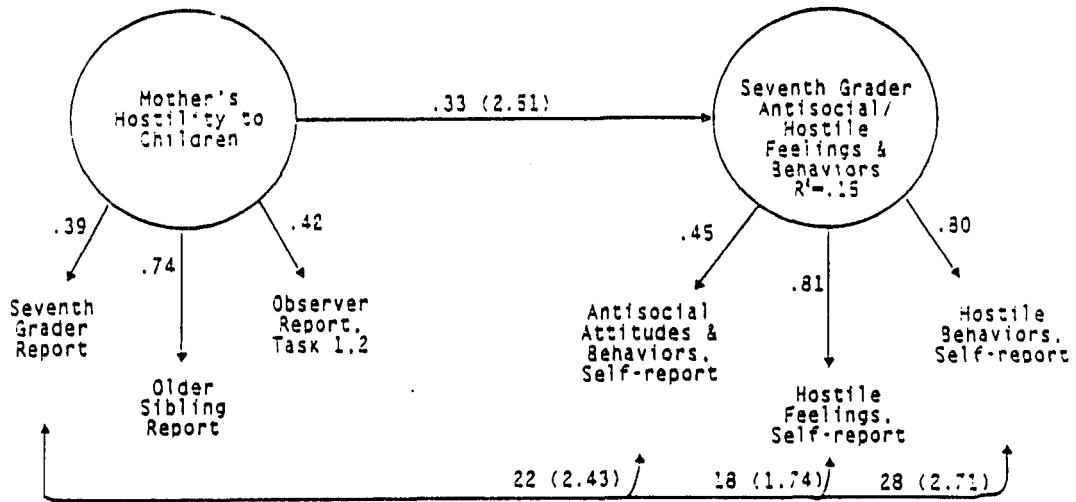 Mother's
Hostility to
Children
.33 (2.51)
Seventh Grader
Antisocial/
Hostile
Feelings &
Behaviors
R²=.15
.39
.74
.42
.45
.81
.80
Seventh
Grader
Report
Older
Sibling
Report
Observer
Report,
Task 1,2
Antisocial
Attitudes &
Behaviors,
Self-report
Hostile
Feelings,
Self-report
Hostile
Behaviors,
Self-report
22 (2.43)
18 (1.74)
28 (2.71)